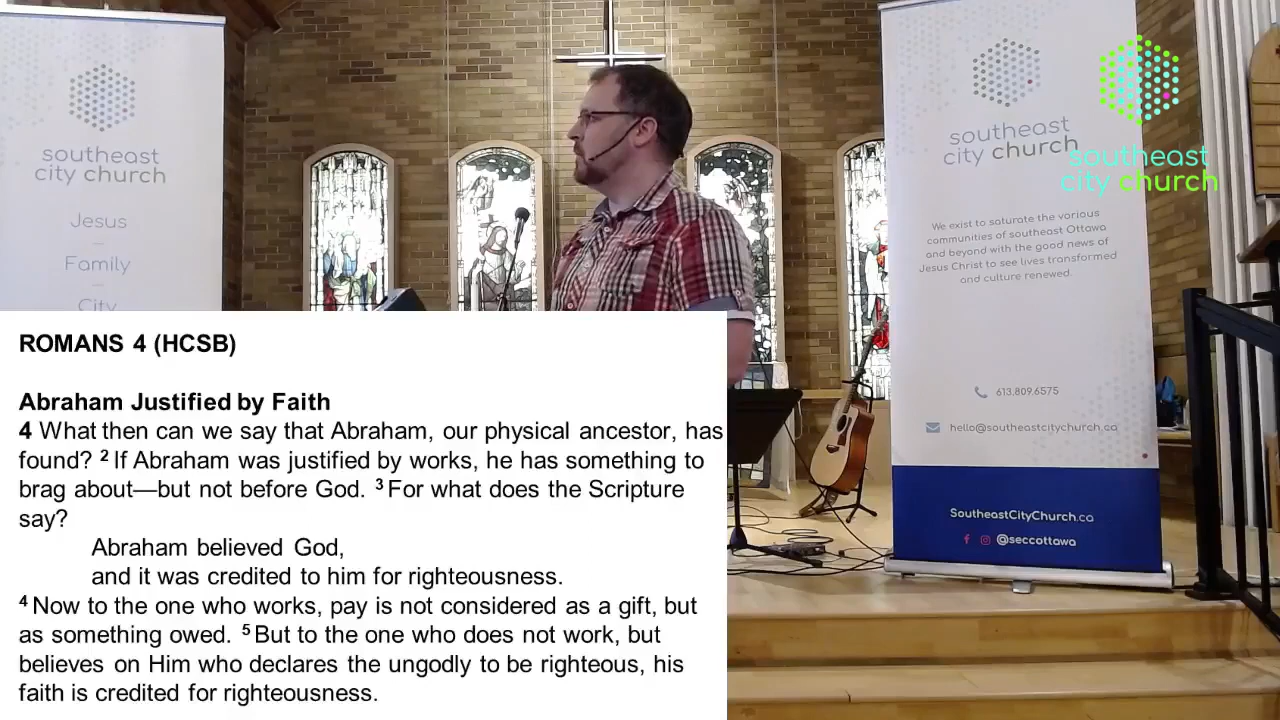 southeast
city church
Jesus
Family
City
southeast
city church
We exist to saturate the various
communities of southeast Ottawa
and beyond with the good news of
Jesus Christ to see lives transformed
and culture renewed.
613.809.6575
hello@southeastcitychurch.ca
SoutheastCityChurch.ca
@seccottawa
southeast
city church
ROMANS 4 (HCSB)
Abraham Justified by Faith
4 What then can we say that Abraham, our physical ancestor, has
found? 2 If Abraham was justified by works, he has something to
brag about—but not before God. 3 For what does the Scripture
say?
Abraham believed God,
and it was credited to him for righteousness.
4 Now to the one who works, pay is not considered as a gift, but
as something owed. 5 But to the one who does not work, but
believes on Him who declares the ungodly to be righteous, his
faith is credited for righteousness.